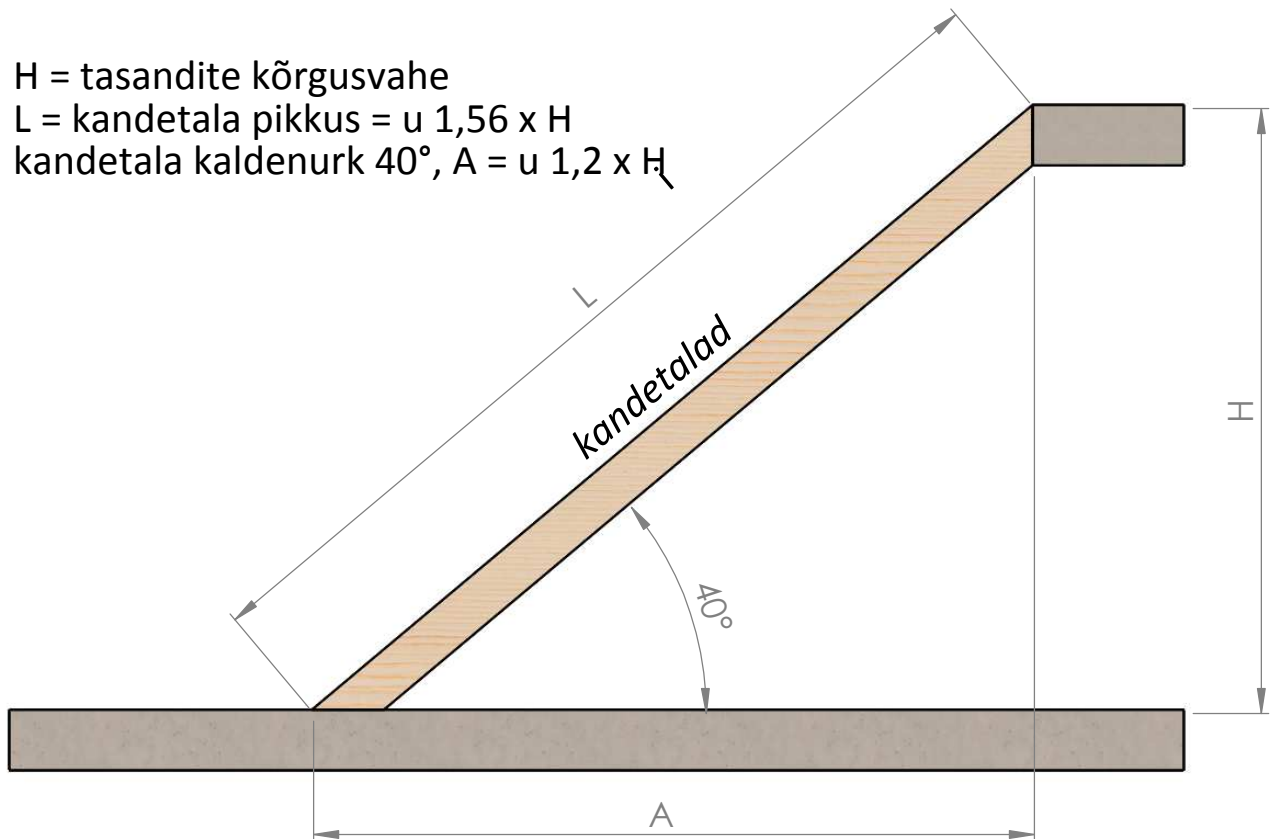 H = tasandite kõrgusvahe
L = kandetala pikkus = u 1,56 x H
kandetala kaldenurk 40°, A = u 1,2 x H
L
kandetalad
H
40°
A